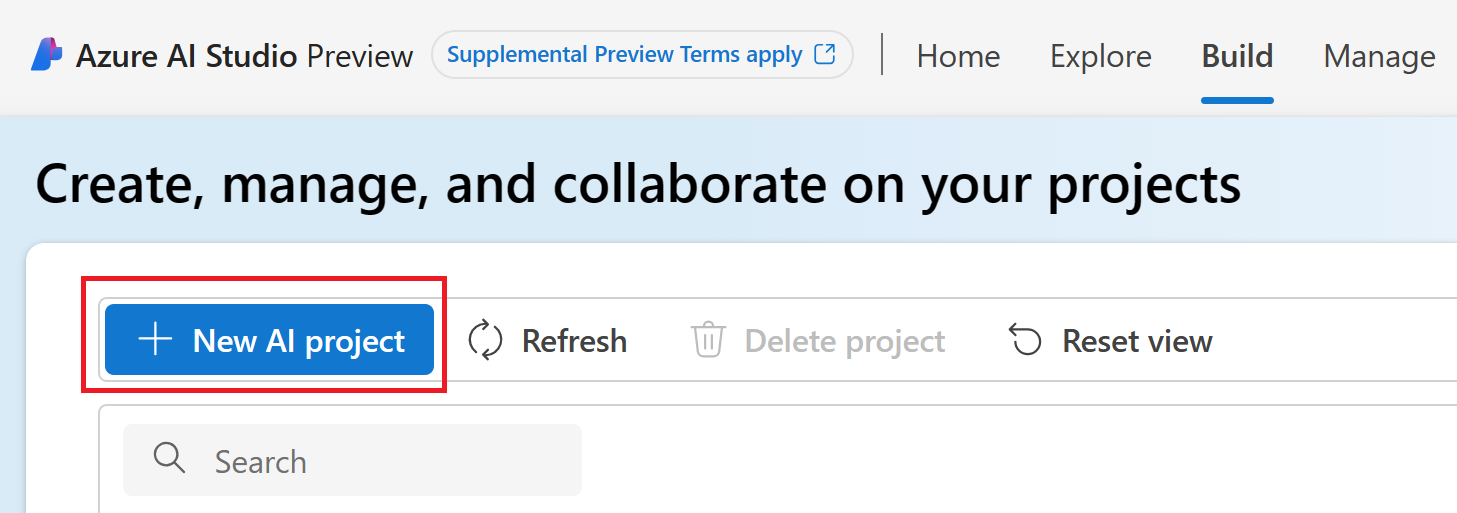 Azure AI Studio Preview Supplemental Preview Terms apply Home Explore Build Manage
Create, manage, and collaborate on your projects
New AI project Refresh Delete project Reset view
Search